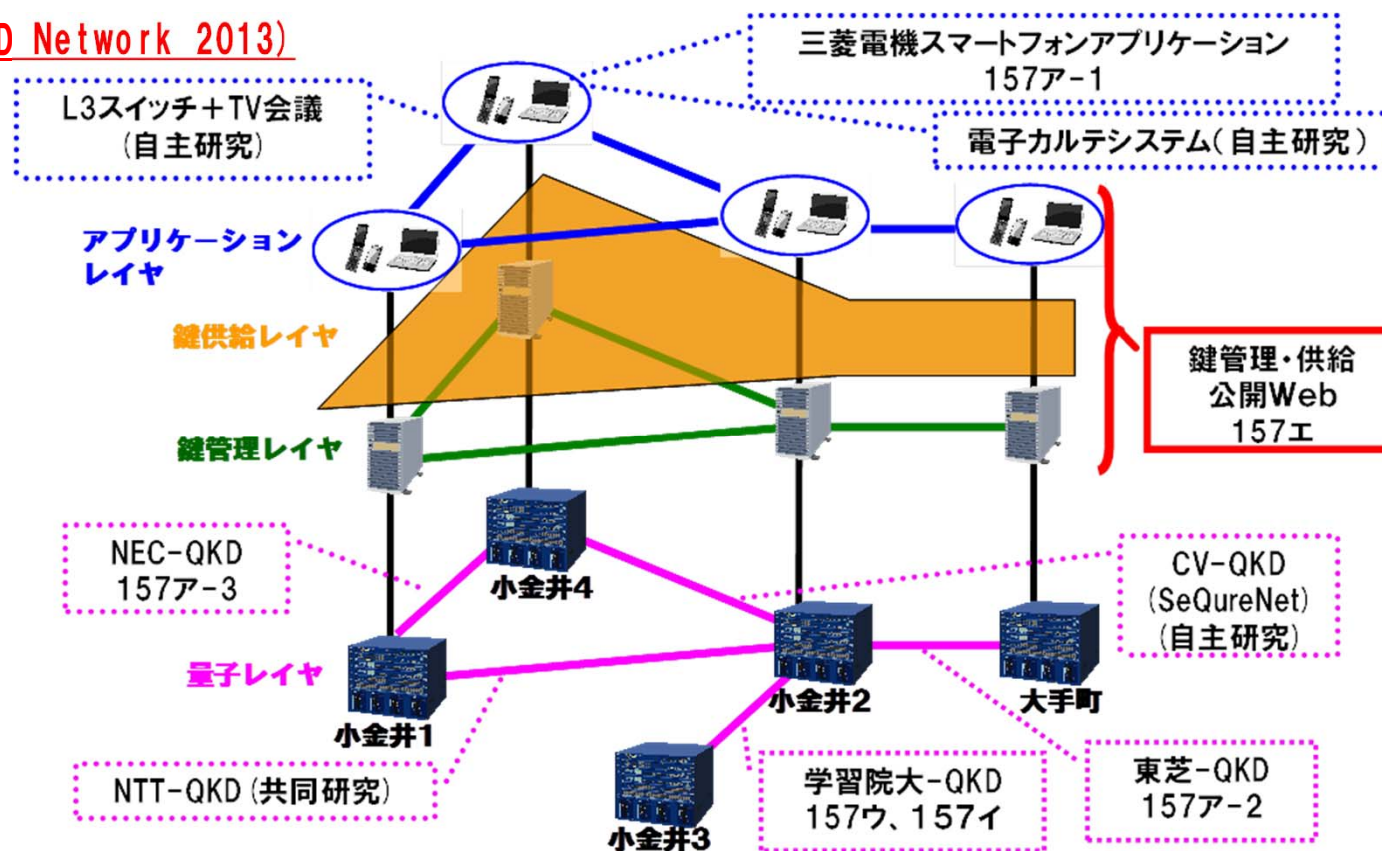 D Network 2013)
三菱電機スマートフォンアプリケーション
157ア-1
L3スイッチ+TV会議
(自主研究)
電子カルテシステム(自主研究)
アプリケーション
レイヤ
鍵供給レイヤ
鍵管理・供給
公開Web
157エ
鍵管理レイヤ
NEC-QKD
157ア-3
小金井4
CV-QKD
(SeQureNet)
(自主研究)
量子レイヤ
小金井1
小金井2
大手町
NTT-QKD(共同研究)
小金井3
学習院大-QKD
157ウ、157イ
東芝-QKD
157ア-2